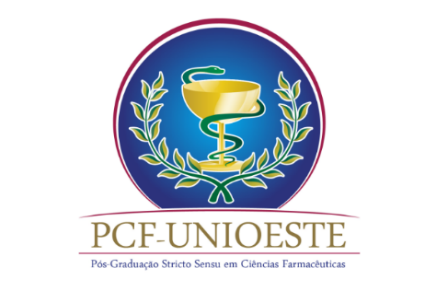 PCF-UNIOESTE
Pós-Graduação Stricto Sensu em Ciências Farmacêuticas